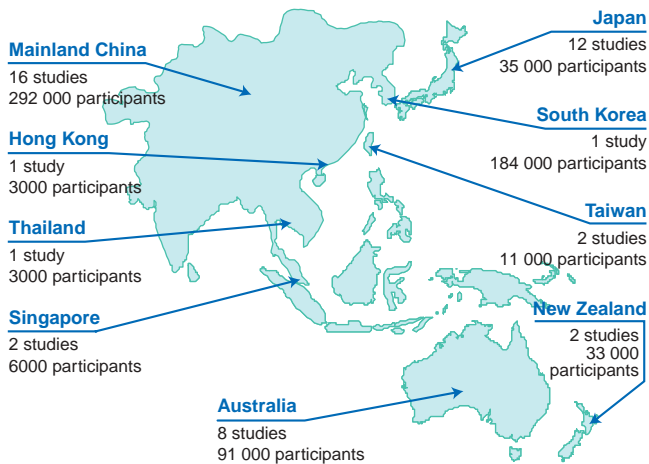 Mainland China
16 studies
292 000 participants
Hong Kong
1 study
3000 participants
Thailand
1 study
3000 participants
Singapore
2 studies
6000 participants
Australia
8 studies
91 000 participants
Japan
12 studies
35 000 participants
South Korea
1 study
184 000 participants
Taiwan
2 studies
11 000 participants
New Zealand
2 studies
33 000
participants